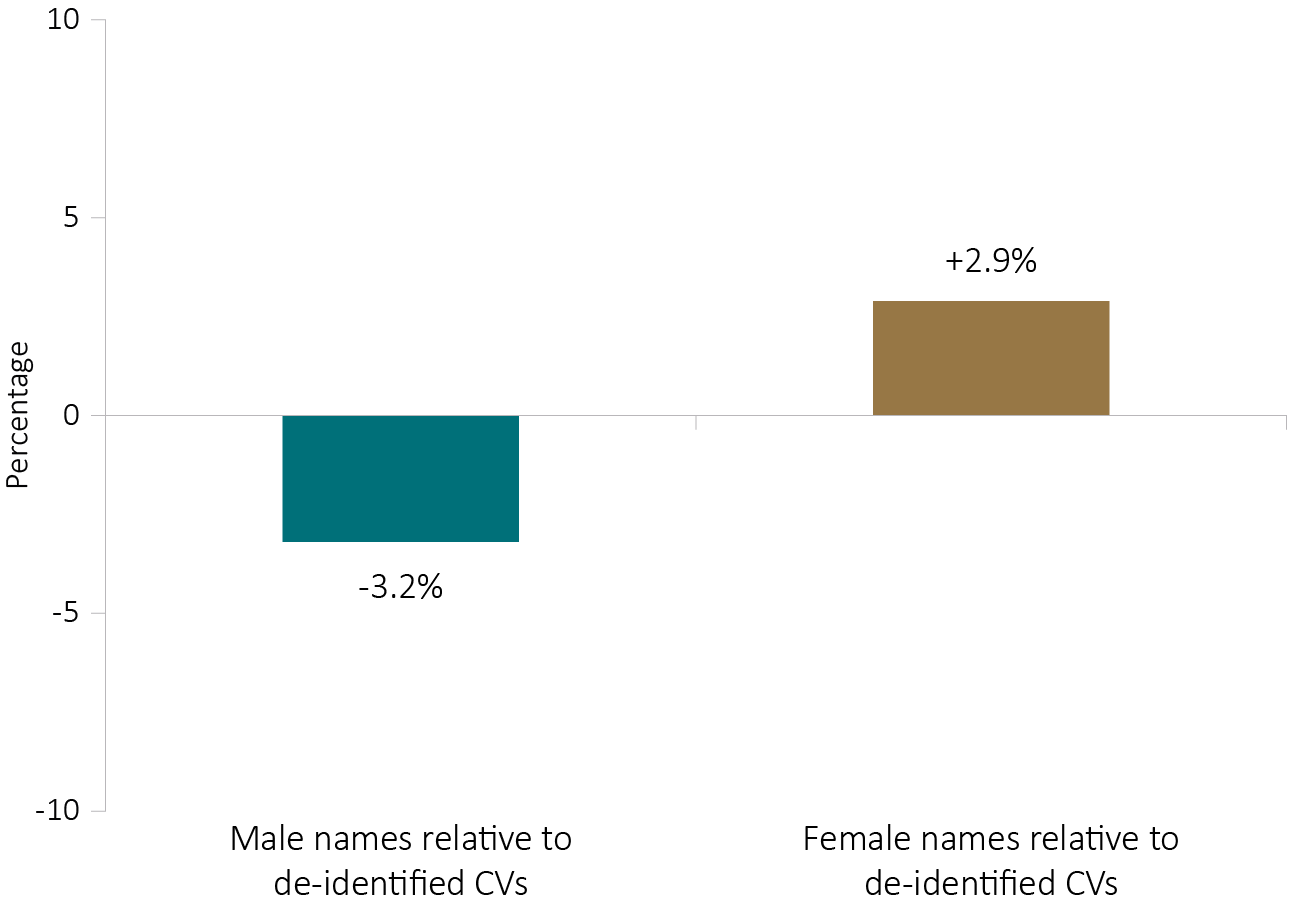 10
5
+2.9%
Percentage
0
-3.2%
-5
-10
Male names relative to
de-identified CVs
Female names relative to
de-identified CVs